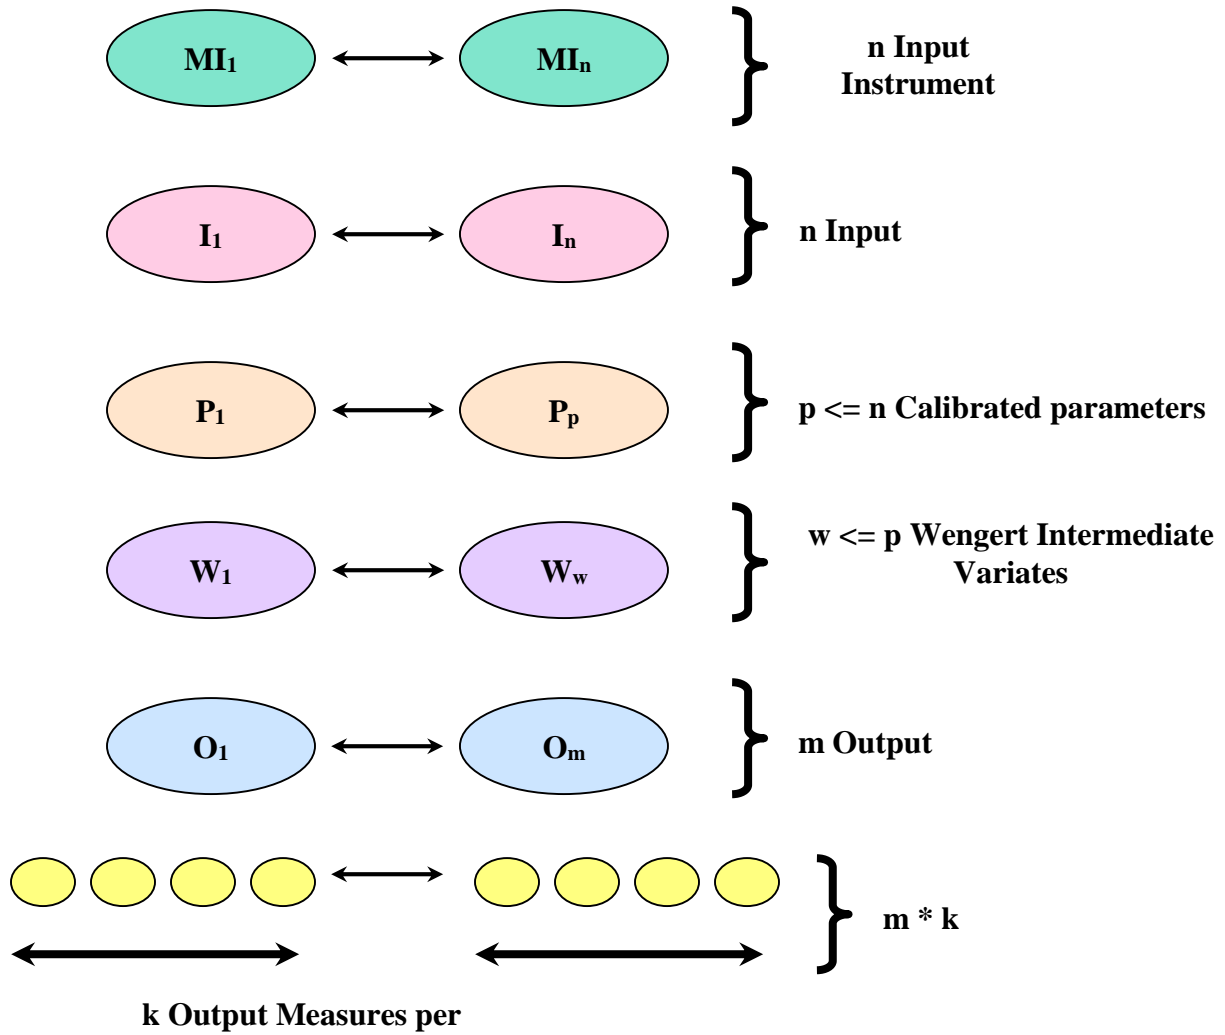 MI₁
MIₙ
n Input
Instrument
I₁
Iₙ
n Input
P₁
Pₚ
p <= n Calibrated parameters
W₁
W_w
w <= p Wengert Intermediate
Variates
O₁
Oₘ
m Output
m * k
k Output Measures per